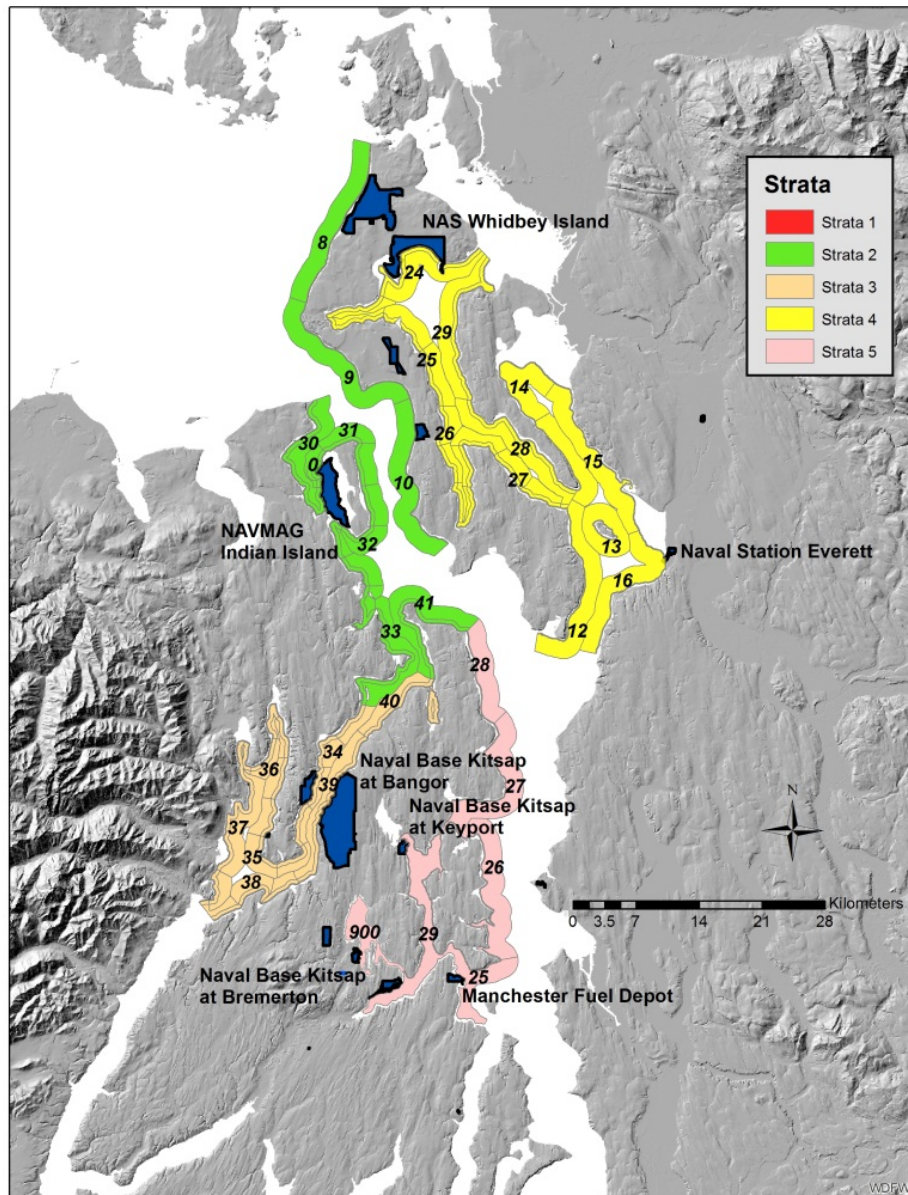 Strata
Strata 1
Strata 2
Strata 3
Strata 4
Strata 5
NAS Whidbey Island
8
24
29
25
9
14
26
31
30
0
28
15
27
10
NAVMAG
Indian Island
32
13
Naval Station Everett
16
41
12
33
28
40
34
36
Naval Base Kitsap
at Bangor
39
27
Naval Base Kitsap
at Keyport
N
37
35
26
38
Kilometers
0 3.5 7 14 21 28
900
29
Naval Base Kitsap
at Bremerton
25
Manchester Fuel Depot
WDFW